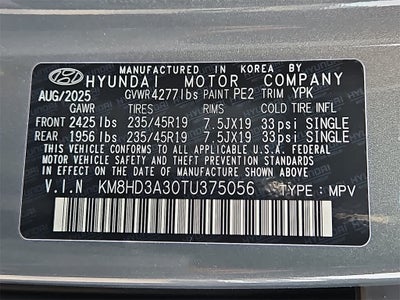 MANUFACTURED IN KOREA BY
HYUNDAI MOTOR COMPANY
AUG/2025 GVWR 4277lbs PAINT PE2 TRIM YPK
GAWR TIRES RIMS COLD TIRE INFL
FRONT 2425 lbs 235/45R19 7.5JX19 33psi SINGLE
REAR 1956 lbs 235/45R19 7.5JX19 33psi SINGLE
THIS VEHICLE CONFORMS TO ALL APPLICABLE U.S.A. FEDERAL
MOTOR VEHICLE SAFETY AND THEFT PREVENTION STANDARDS
IN EFFECT ON THE DATE OF MANUFACTURE SHOWN ABOVE.
V.I.N KM8HD3A30TU375056 TYPE : MPV